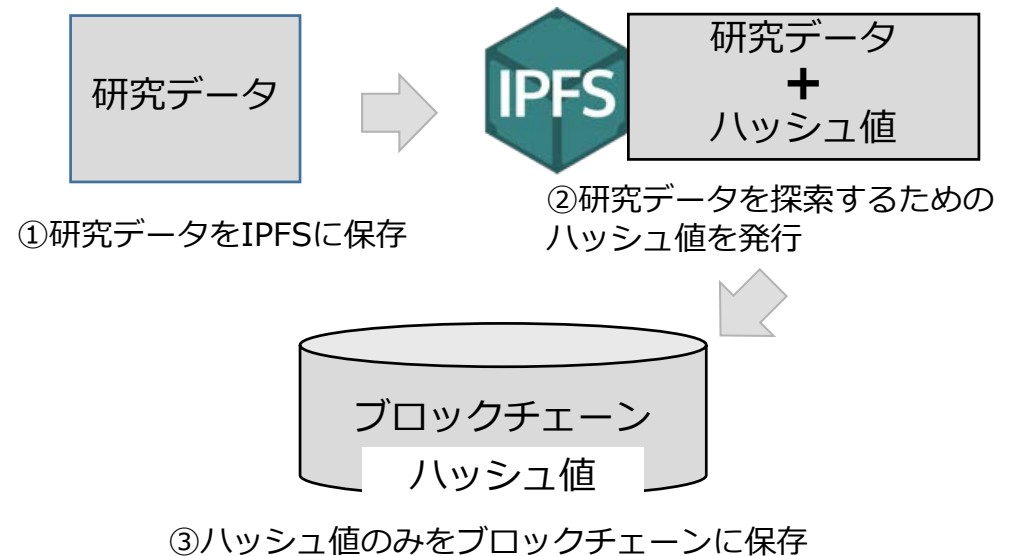 研究データ
IPFS
研究データ
+
ハッシュ値
①研究データをIPFSに保存
②研究データを探索するための
ハッシュ値を発行
ブロックチェーン
ハッシュ値
③ハッシュ値のみをブロックチェーンに保存